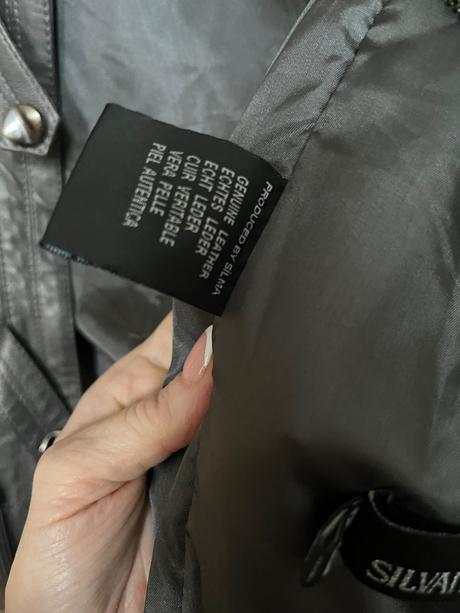 PRODUCED BY SILMA
GENUINE LEATHER
ECHTES LEDER
ECHT LEDER
CUIR VERITABLE
VERA PELLE
PIEL AUTENTICA